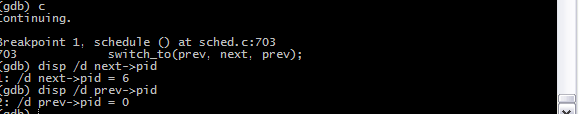 (gdb) c
Continuing.
Breakpoint 1, schedule () at sched.c:703
703 switch_to(prev, next, prev);
(gdb) disp /d next->pid
1: /d next->pid = 6
(gdb) disp /d prev->pid
2: /d prev->pid = 0
(gdb)